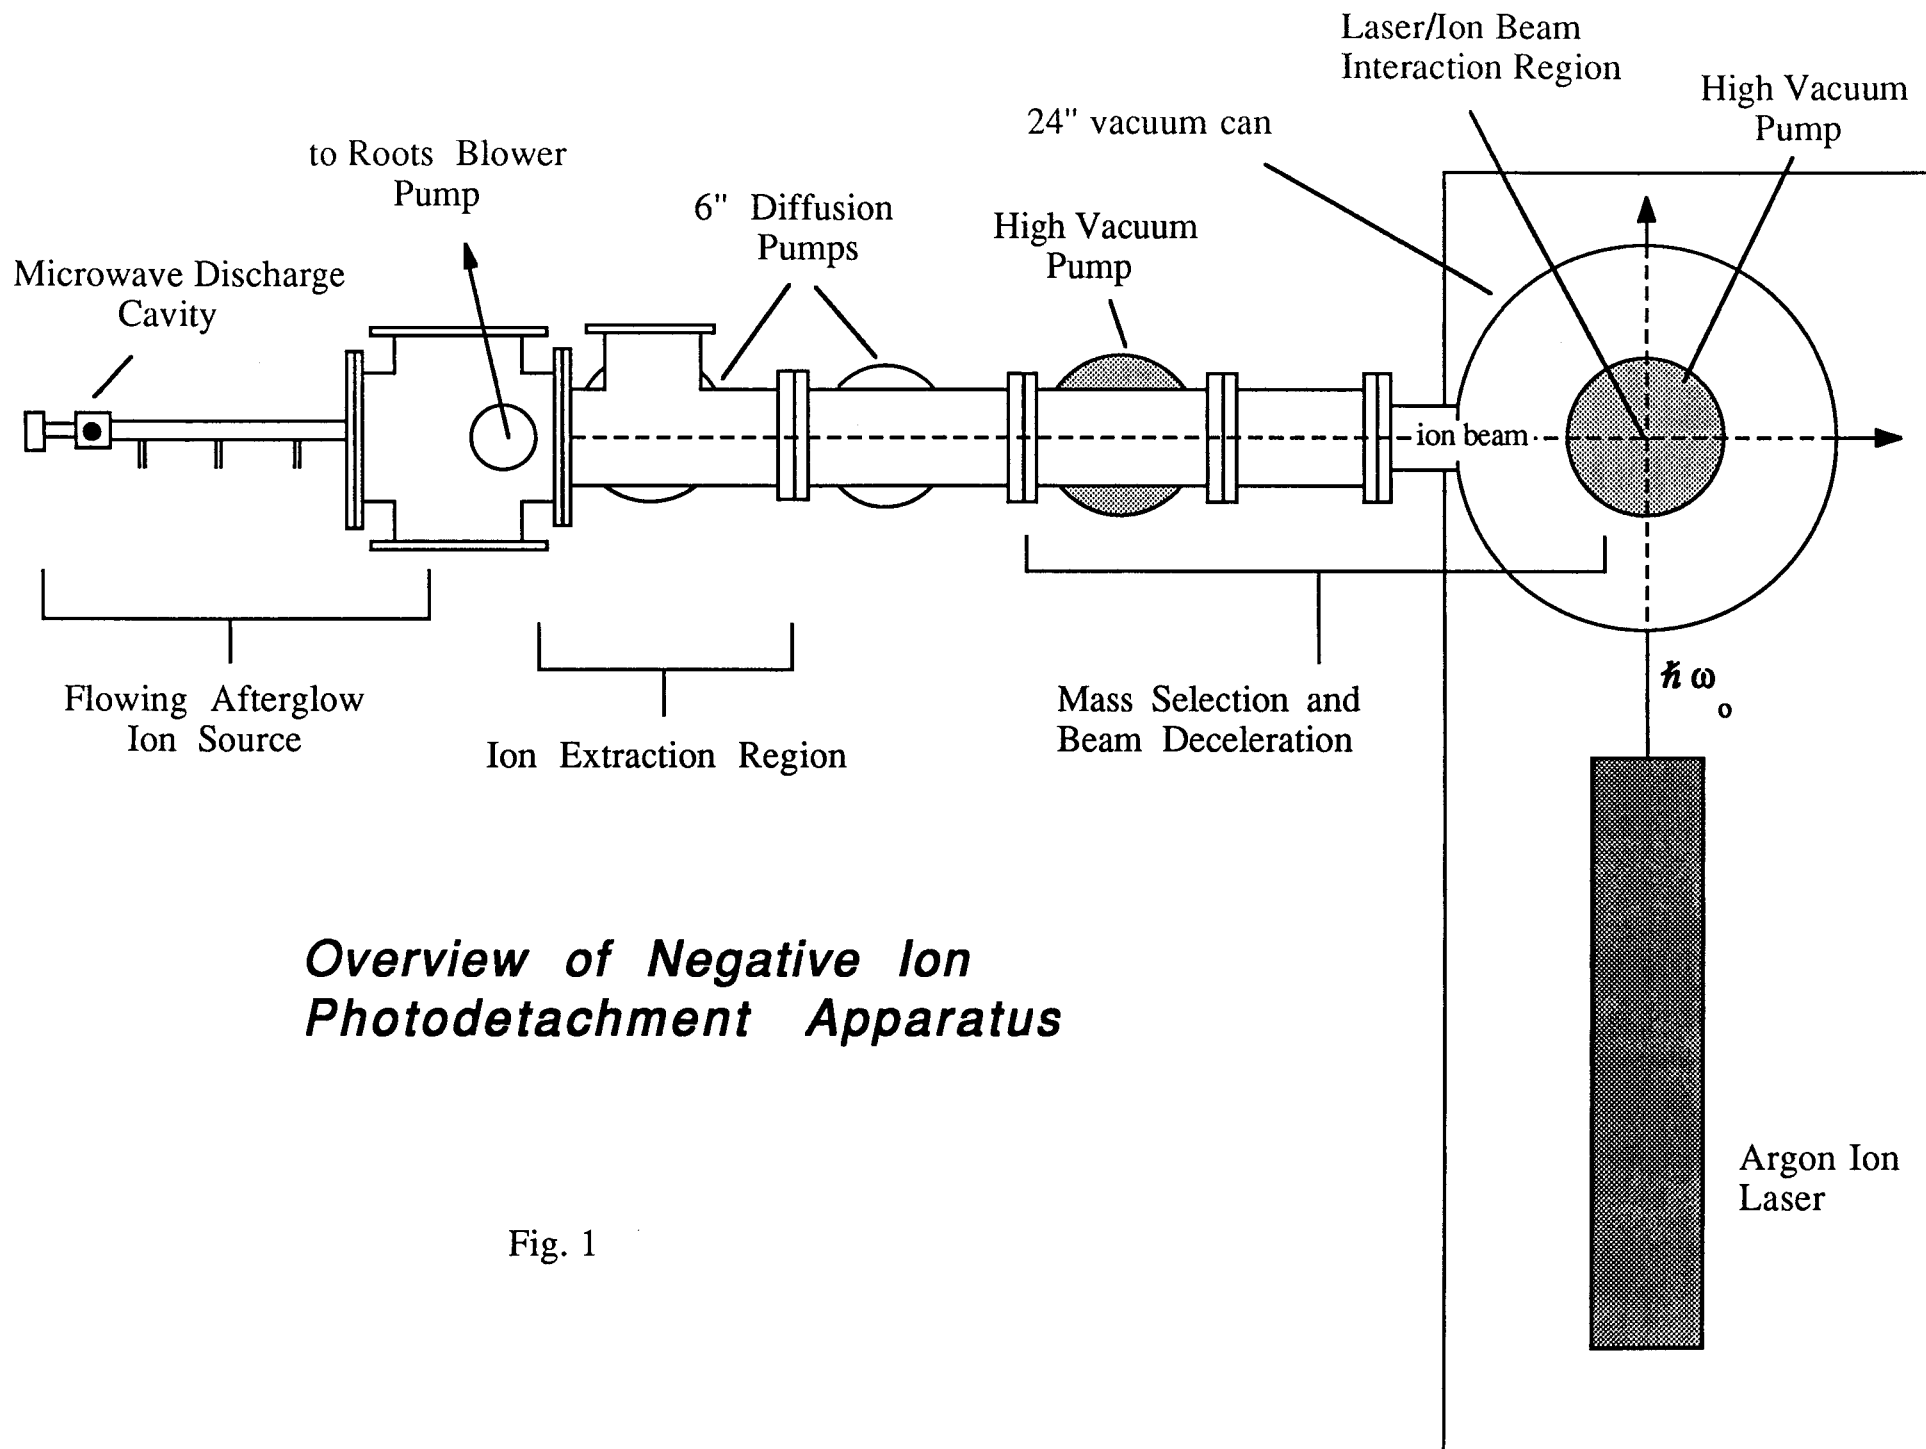 Laser/Ion Beam
Interaction Region
High Vacuum
Pump
24" vacuum can
to Roots Blower
Pump
6" Diffusion
Pumps
High Vacuum
Pump
Microwave Discharge
Cavity
ion beam
ℏ ω
o
Flowing Afterglow
Ion Source
Ion Extraction Region
Mass Selection and
Beam Deceleration
Overview of Negative Ion
Photodetachment Apparatus
Argon Ion
Laser
Fig. 1